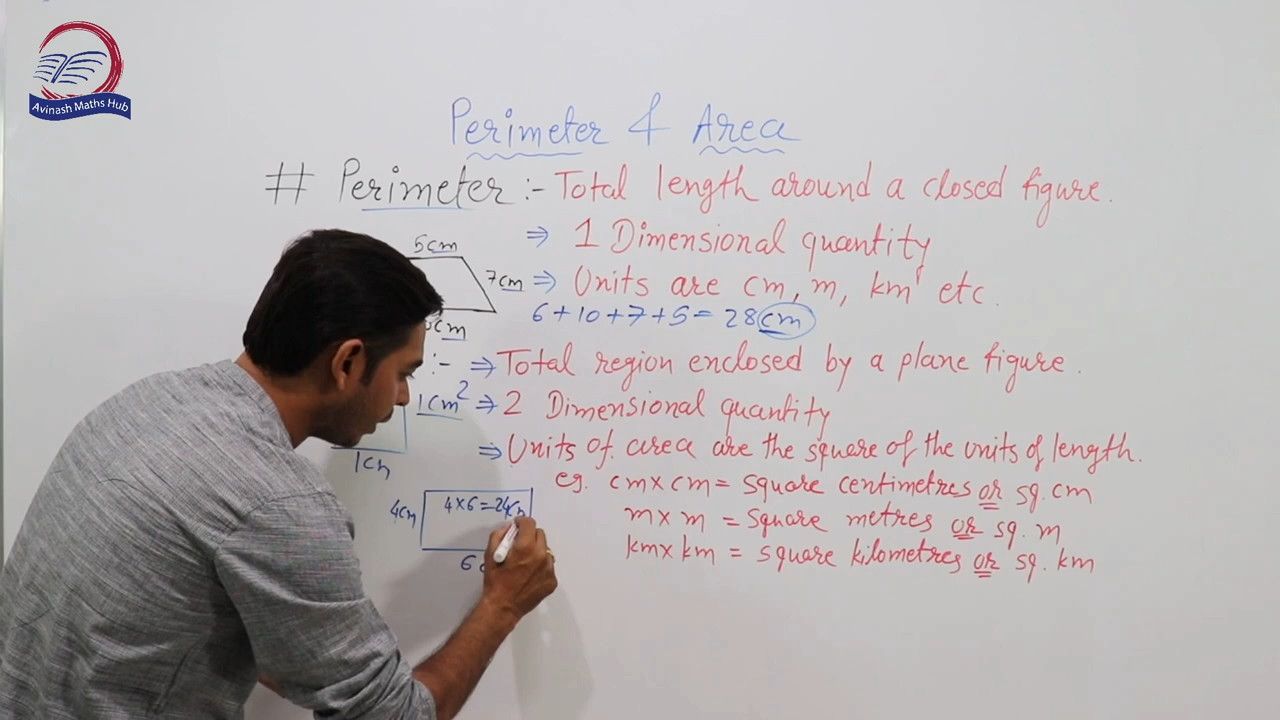 Avinash Maths Hub
Perimeter & Area
# Perimeter :- Total length around a closed figure.
⇒ 1 Dimensional quantity
5cm
7cm ⇒ Units are cm, m, km etc.
cm
6+10+7+5=28cm
:- ⇒ Total region enclosed by a plane figure.
1cm² ⇒ 2 Dimensional quantity
⇒ Units of area are the square of the units of length.
1cm
eg. cm×cm = square centimetres or sq. cm
4cm 4×6=24cm
m×m = square metres or sq. m
km×km = square kilometres or sq. km
6